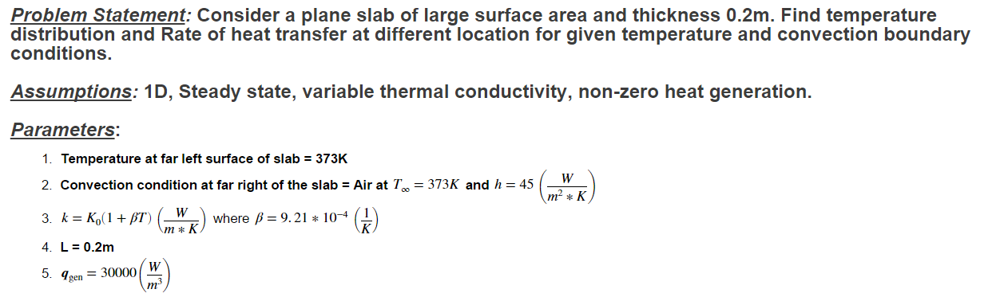 Problem Statement: Consider a plane slab of large surface area and thickness 0.2m. Find temperature
distribution and Rate of heat transfer at different location for given temperature and convection boundary
conditions.
Assumptions: 1D, Steady state, variable thermal conductivity, non-zero heat generation.
Parameters:
1. Temperature at far left surface of slab = 373K
2. Convection condition at far right of the slab = Air at T∞ = 373K and h = 45 (W / m² * K)
3. k = K₀(1 + βT) (W / m * K) where β = 9.21 * 10⁻⁴ (1 / K)
4. L = 0.2m
5. qgen = 30000 (W / m³)